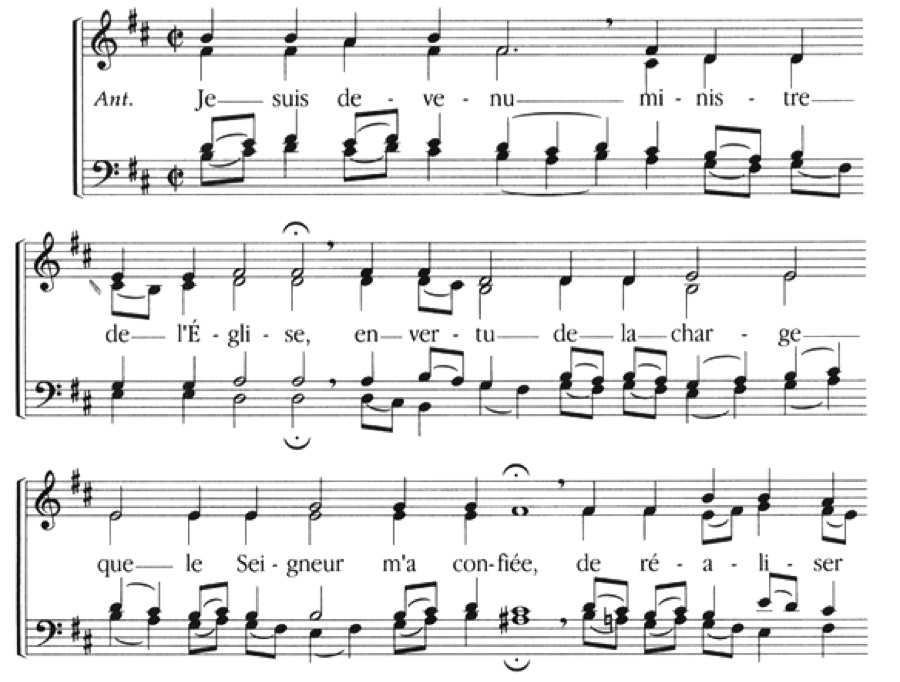 Ant. Je suis de - ve - nu mi - nis - tre
de l'É - gli - se, en ver - tu de la char - ge
que le Sei - gneur m'a con - fiée, de ré - a - li - ser